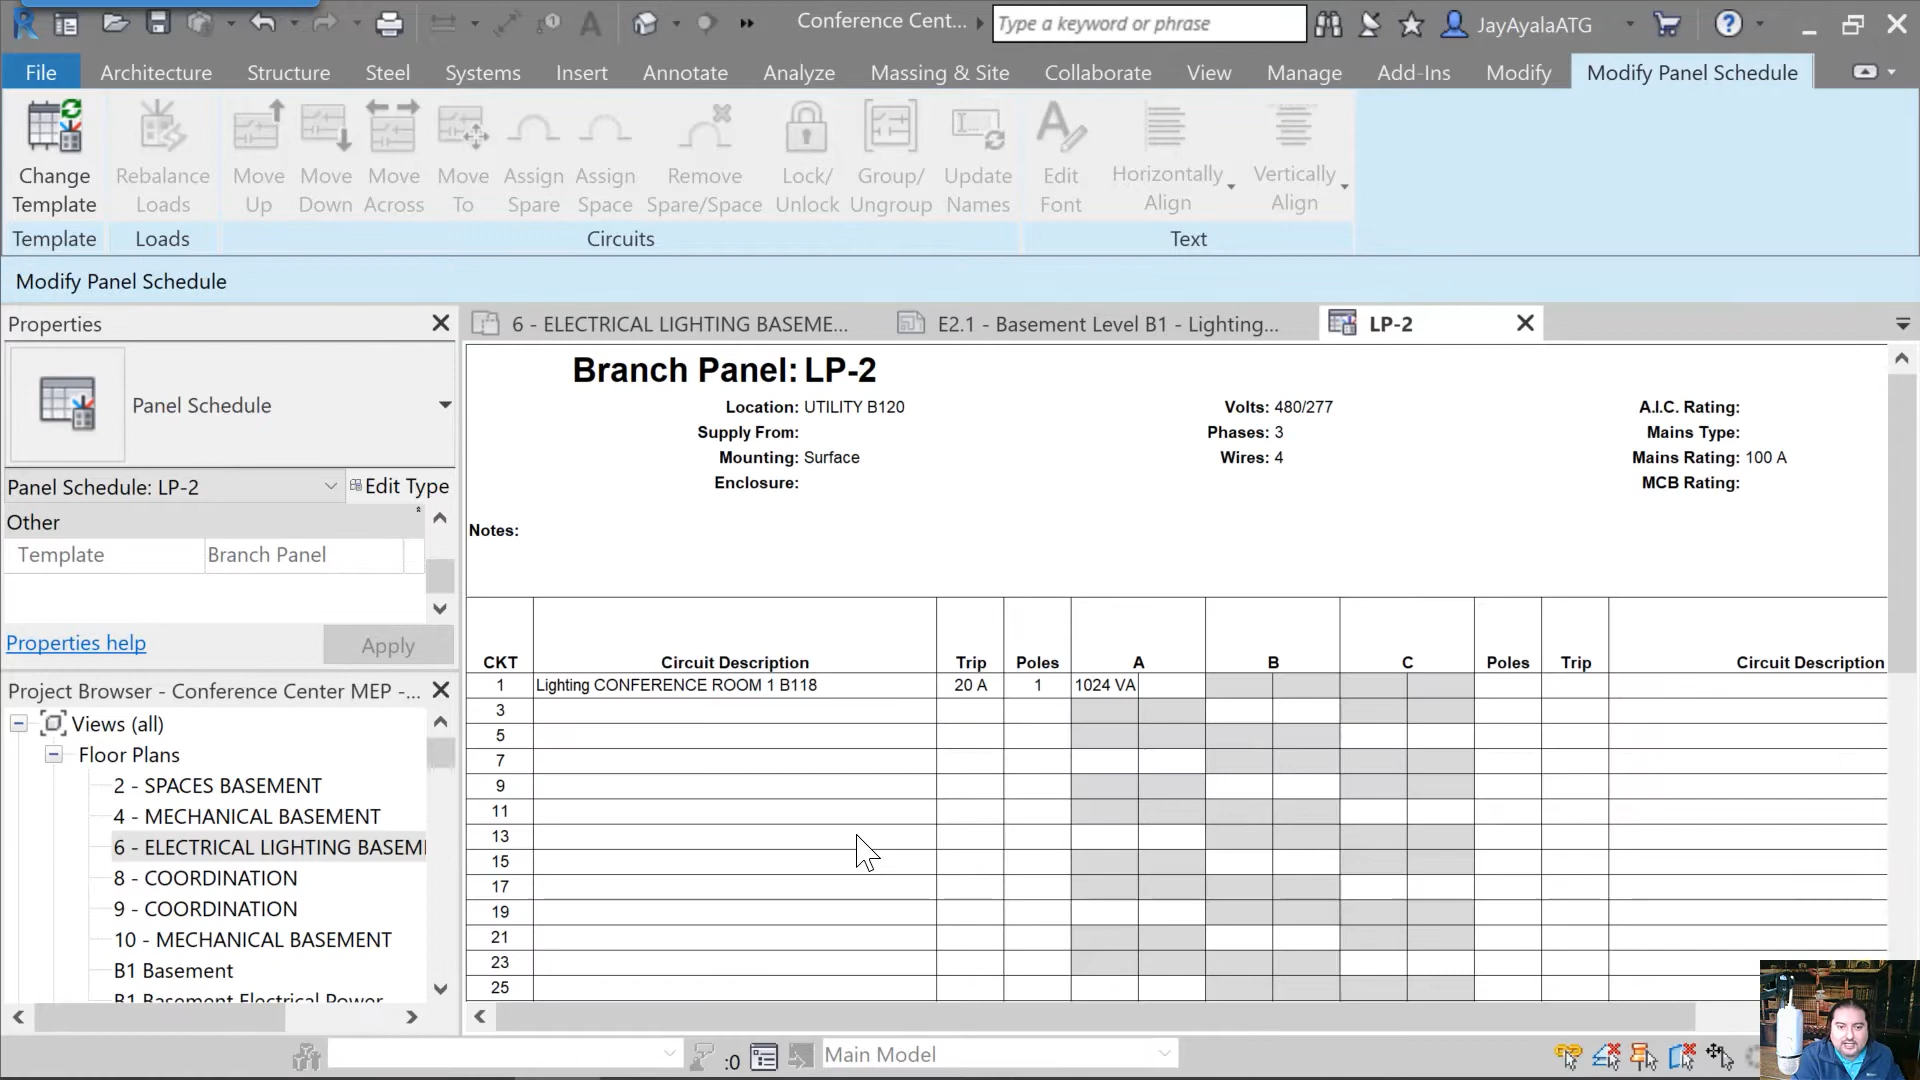 Conference Cent...
Type a keyword or phrase
JayAyalaATG
File
Architecture
Structure
Steel
Systems
Insert
Annotate
Analyze
Massing & Site
Collaborate
View
Manage
Add-Ins
Modify
Modify Panel Schedule
Change Template
Rebalance Loads
Move Up
Move Down
Move Across
Move To
Assign Spare
Assign Space
Remove Spare/Space
Lock/ Unlock
Group/ Ungroup
Update Names
Edit Font
Horizontally Align
Vertically Align
Template
Loads
Circuits
Text
Modify Panel Schedule
Properties
6 - ELECTRICAL LIGHTING BASEME...
E2.1 - Basement Level B1 - Lighting...
LP-2
Panel Schedule
Panel Schedule: LP-2
Edit Type
Other
Template
Branch Panel
Properties help
Apply
Project Browser - Conference Center MEP -...
Views (all)
Floor Plans
2 - SPACES BASEMENT
4 - MECHANICAL BASEMENT
6 - ELECTRICAL LIGHTING BASEM
8 - COORDINATION
9 - COORDINATION
10 - MECHANICAL BASEMENT
B1 Basement
B1 Basement Electrical Power
Branch Panel: LP-2
Location: UTILITY B120
Supply From:
Mounting: Surface
Enclosure:
Volts: 480/277
Phases: 3
Wires: 4
A.I.C. Rating:
Mains Type:
Mains Rating: 100 A
MCB Rating:
Notes:
CKT Circuit Description Trip Poles A B C Poles Trip Circuit Description
1 Lighting CONFERENCE ROOM 1 B118 20 A 1 1024 VA
3
5
7
9
11
13
15
17
19
21
23
25
:0
Main Model